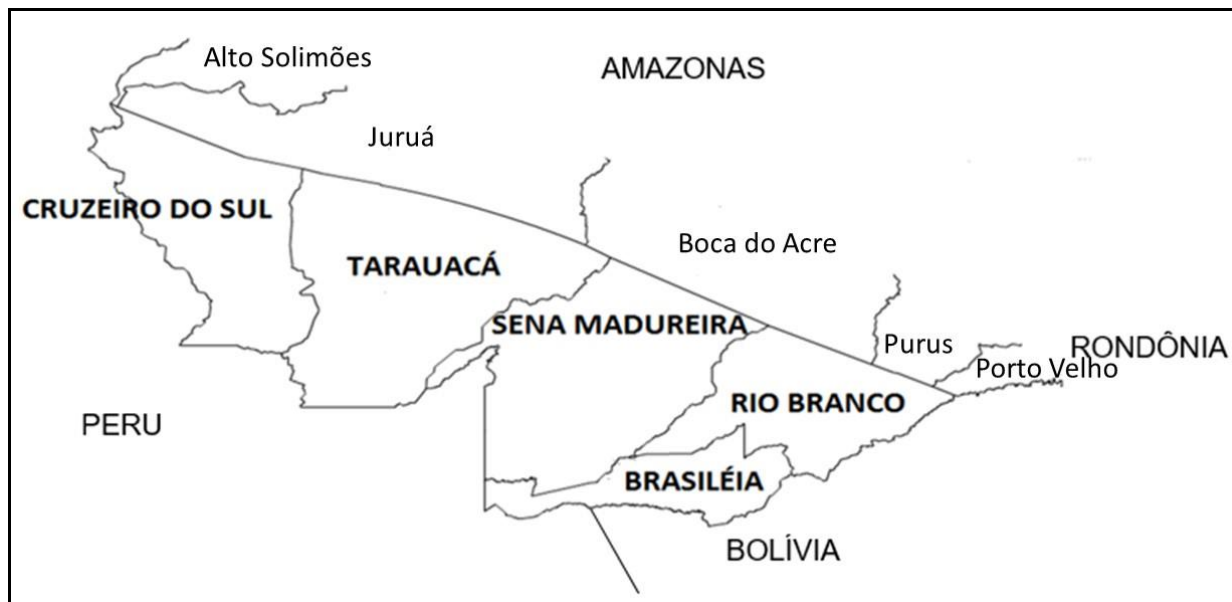 Alto Solimões
AMAZONAS
Juruá
CRUZEIRO DO SUL
Boca do Acre
TARAUACÁ
SENA MADUREIRA
Purus
RONDÔNIA
Porto Velho
RIO BRANCO
PERU
BRASILÉIA
BOLÍVIA